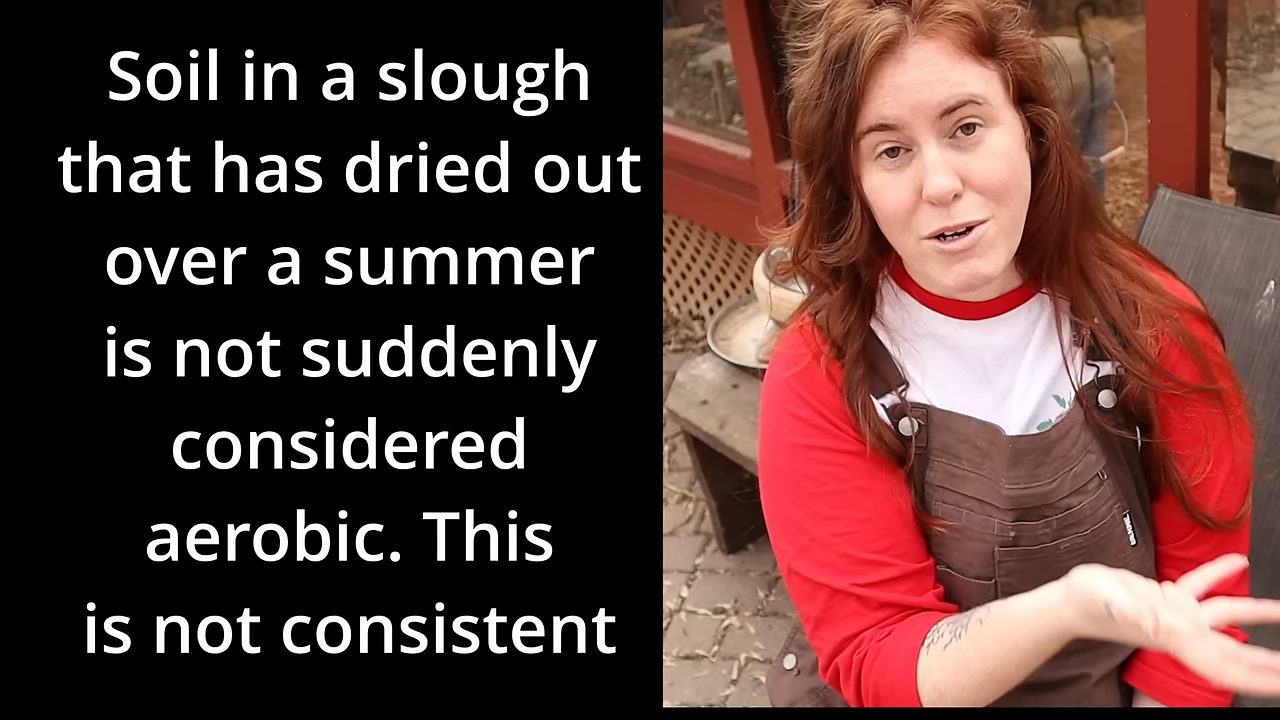 Soil in a slough
that has dried out
over a summer
is not suddenly
considered
aerobic. This
is not consistent